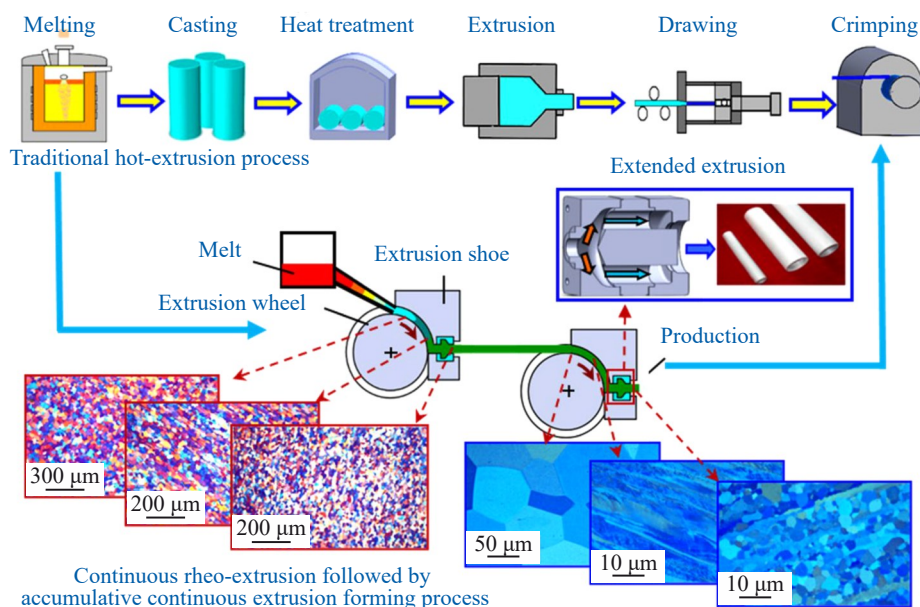 Melting
Casting
Heat treatment
Extrusion
Drawing
Crimping
Traditional hot-extrusion process
Extended extrusion
Melt
Extrusion shoe
Extrusion wheel
Production
300 μm
200 μm
200 μm
50 μm
10 μm
10 μm
Continuous rheo-extrusion followed by
accumulative continuous extrusion forming process